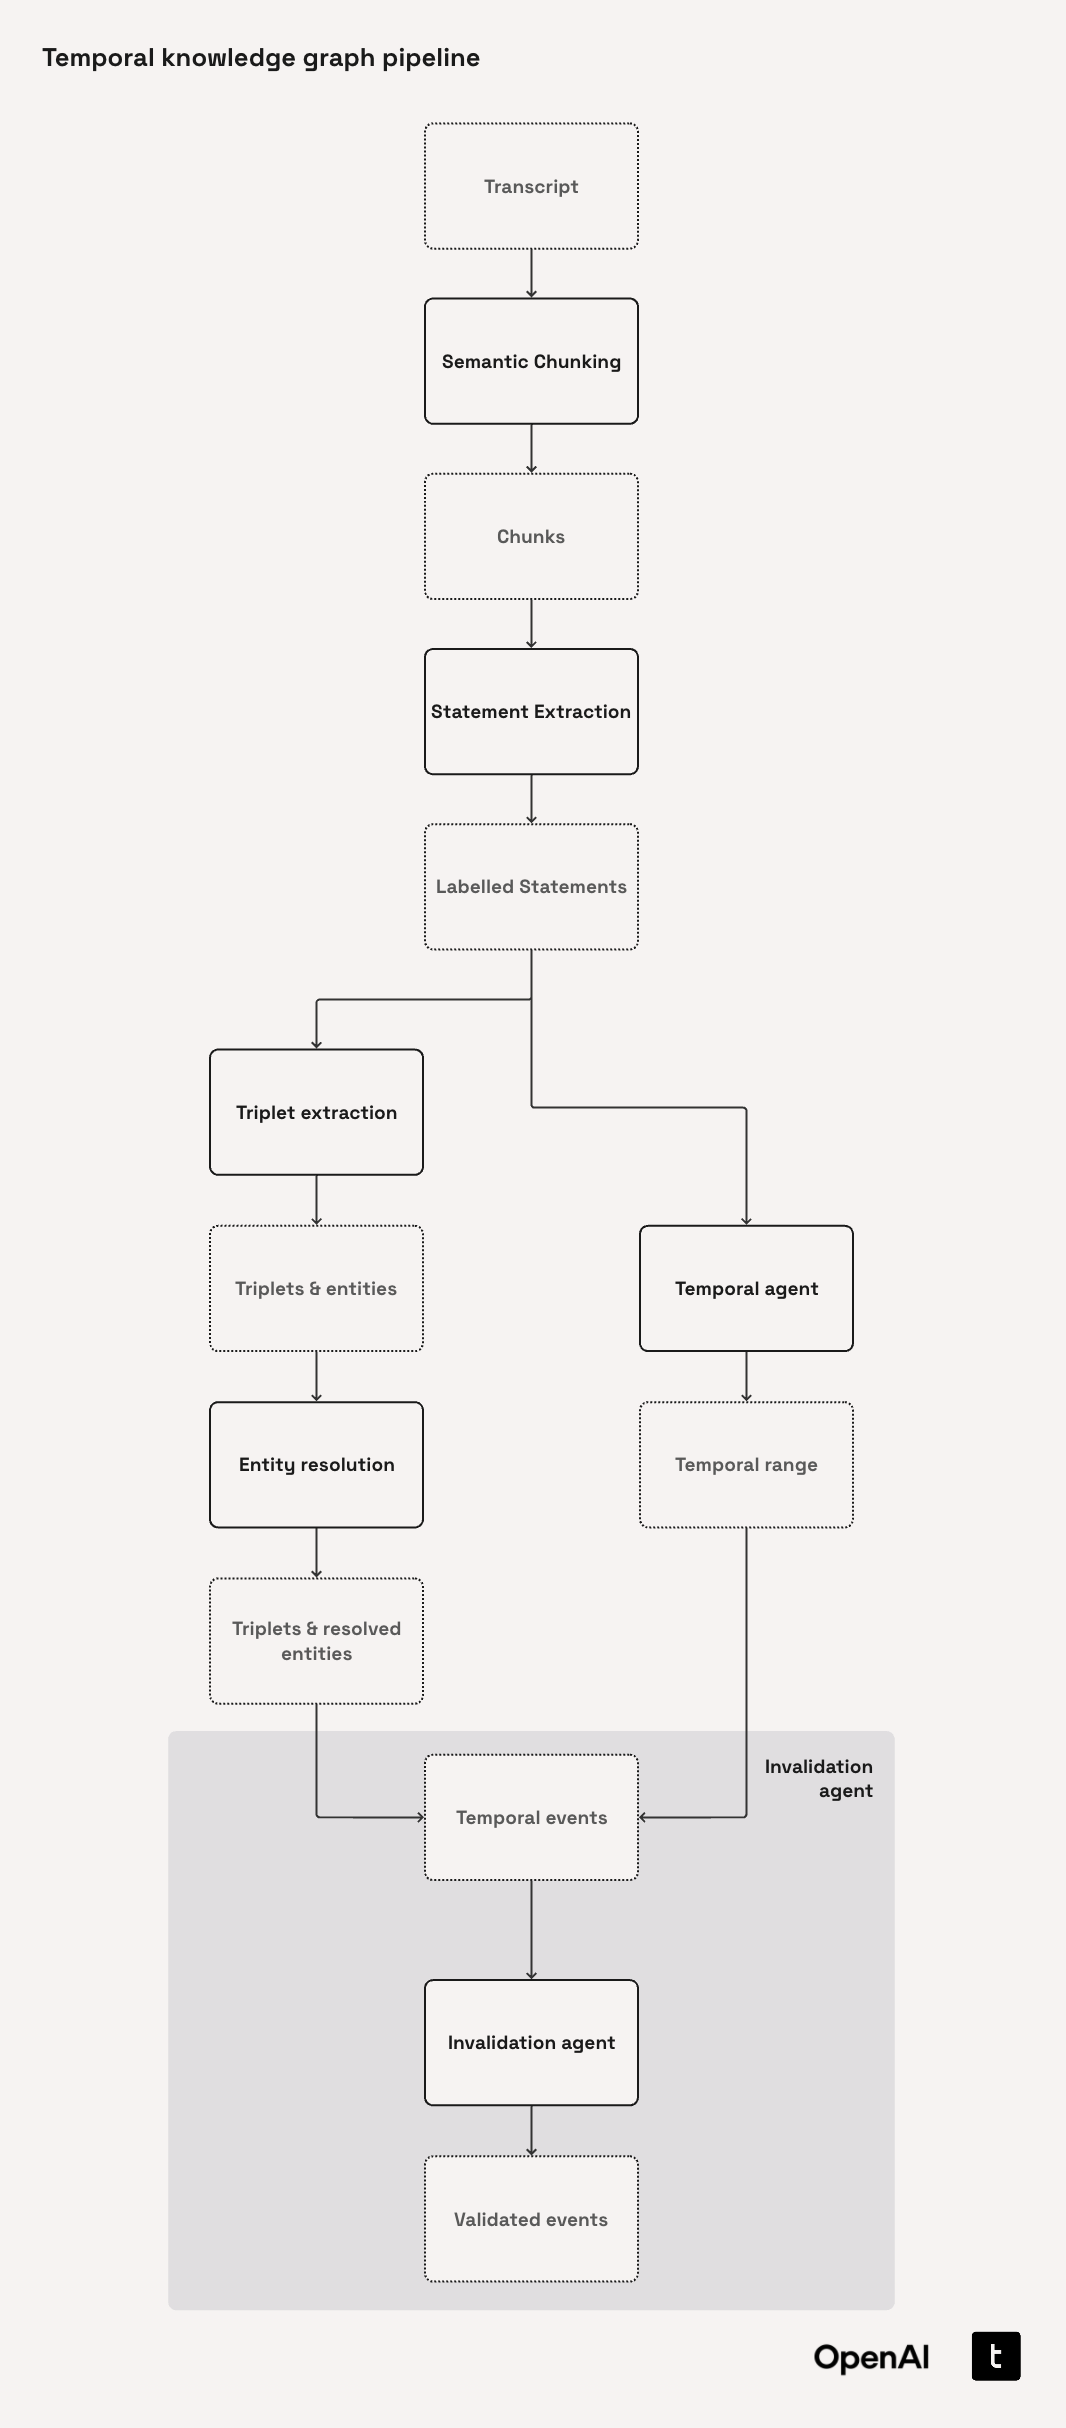 Temporal knowledge graph pipeline
Transcript
Semantic Chunking
Chunks
Statement Extraction
Labelled Statements
Triplet extraction
Triplets & entities
Temporal agent
Entity resolution
Temporal range
Triplets & resolved
entities
Invalidation
agent
Temporal events
Invalidation agent
Validated events
OpenAI
t